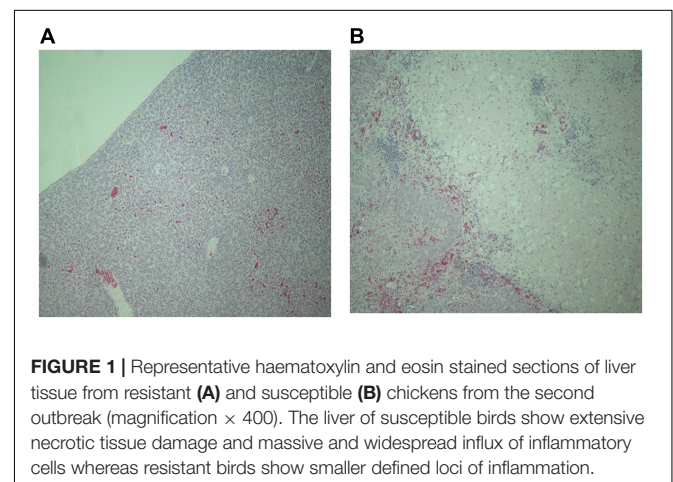 A B
FIGURE 1 | Representative haematoxylin and eosin stained sections of liver
tissue from resistant (A) and susceptible (B) chickens from the second
outbreak (magnification × 400). The liver of susceptible birds show extensive
necrotic tissue damage and massive and widespread influx of inflammatory
cells whereas resistant birds show smaller defined loci of inflammation.